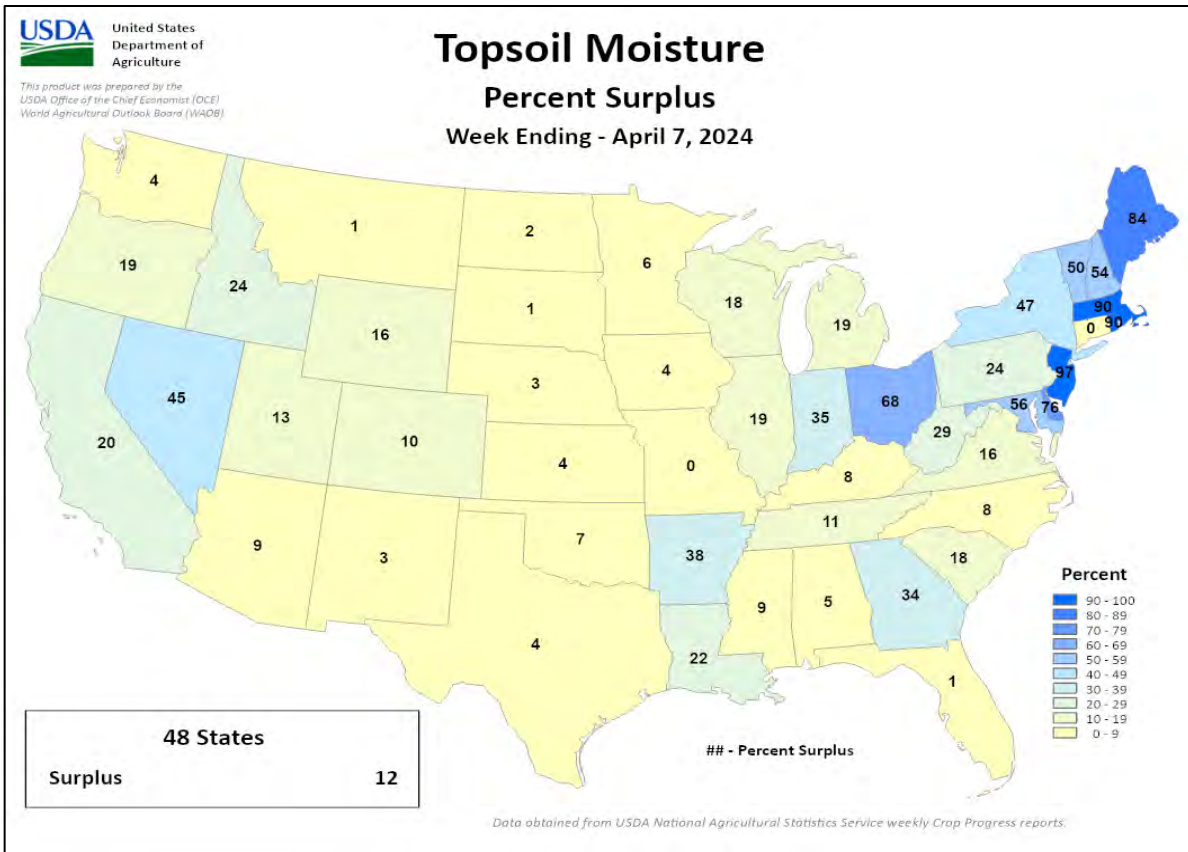 USDA
United States
Department of
Agriculture
This product was prepared by the
USDA Office of the Chief Economist (OCE)
World Agricultural Outlook Board (WAOB)
Topsoil Moisture
Percent Surplus
Week Ending - April 7, 2024
4
1
2
6
84
19
24
16
1
18
19
47
50
54
90
0
90
45
13
10
3
4
19
35
68
24
97
20
4
0
8
29
56
76
16
9
3
7
38
11
8
18
4
22
9
5
34
1
Percent
90 - 100
80 - 89
70 - 79
60 - 69
50 - 59
40 - 49
30 - 39
20 - 29
10 - 19
0 - 9
48 States
Surplus 12
## - Percent Surplus
Data obtained from USDA National Agricultural Statistics Service weekly Crop Progress reports.